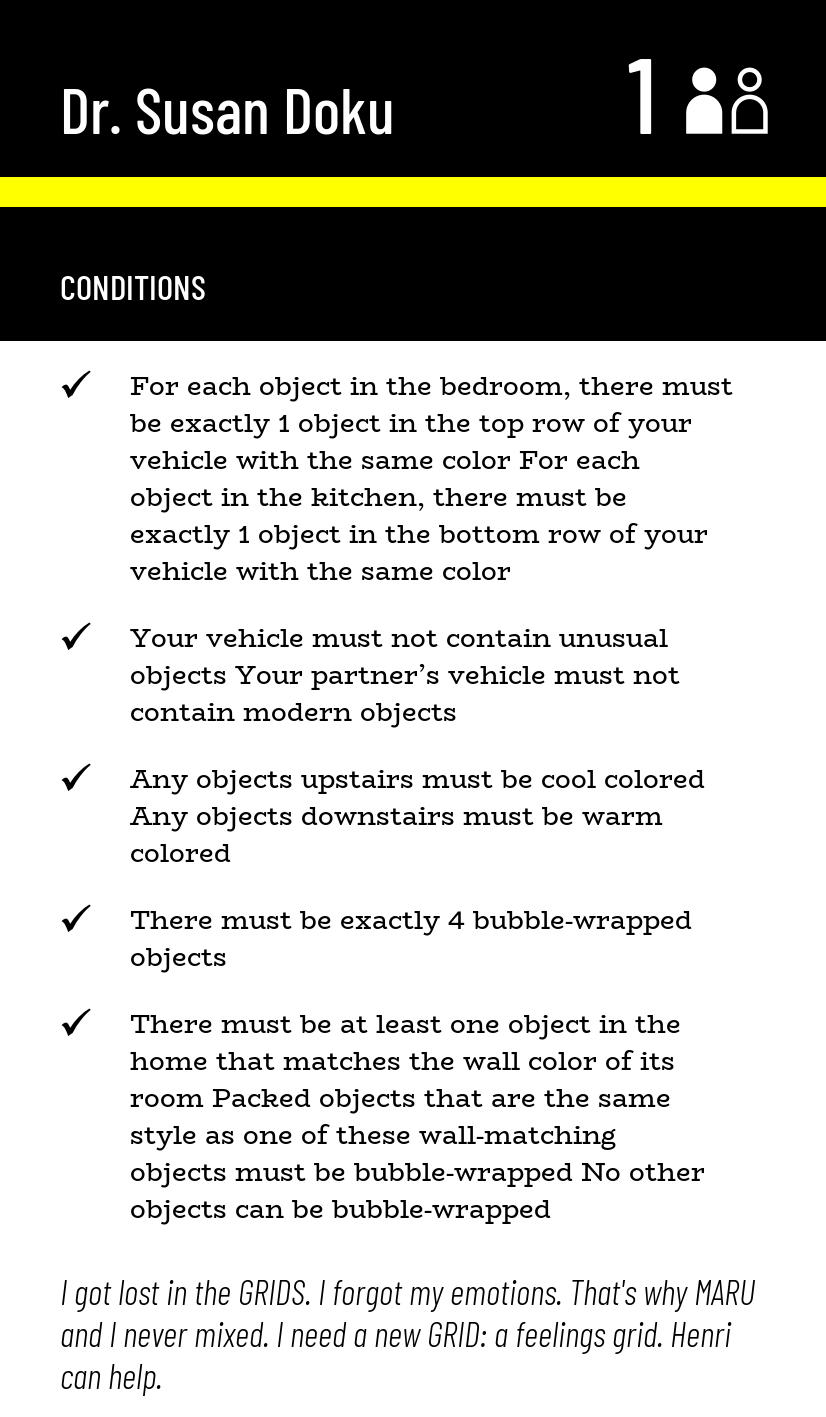 Dr. Susan Doku
1
CONDITIONS
For each object in the bedroom, there must
be exactly 1 object in the top row of your
vehicle with the same color For each
object in the kitchen, there must be
exactly 1 object in the bottom row of your
vehicle with the same color
Your vehicle must not contain unusual
objects Your partner’s vehicle must not
contain modern objects
Any objects upstairs must be cool colored
Any objects downstairs must be warm
colored
There must be exactly 4 bubble-wrapped
objects
There must be at least one object in the
home that matches the wall color of its
room Packed objects that are the same
style as one of these wall-matching
objects must be bubble-wrapped No other
objects can be bubble-wrapped
I got lost in the GRIDS. I forgot my emotions. That's why MARU
and I never mixed. I need a new GRID: a feelings grid. Henri
can help.